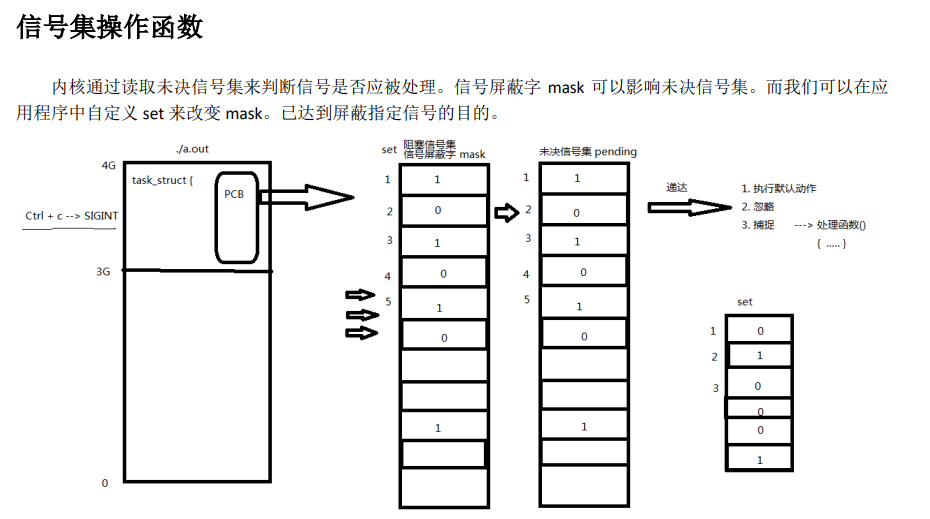 信号集操作函数
内核通过读取未决信号集来判断信号是否应被处理。信号屏蔽字 mask 可以影响未决信号集。而我们可以在应
用程序中自定义 set 来改变 mask。已达到屏蔽指定信号的目的。
./a.out
4G
task_struct {
PCB
Ctrl + c --> SIGINT
3G
0
set
阻塞信号集
信号屏蔽字 mask
1 1
2 0
3 1
4 0
5 1
0
1
未决信号集 pending
1 1
2 0
3 1
4 0
5 1
0
1
递达
1. 执行默认动作
2. 忽略
3. 捕捉 ---> 处理函数()
{ ..... }
set
1 0
2 1
3 0
0
0
1